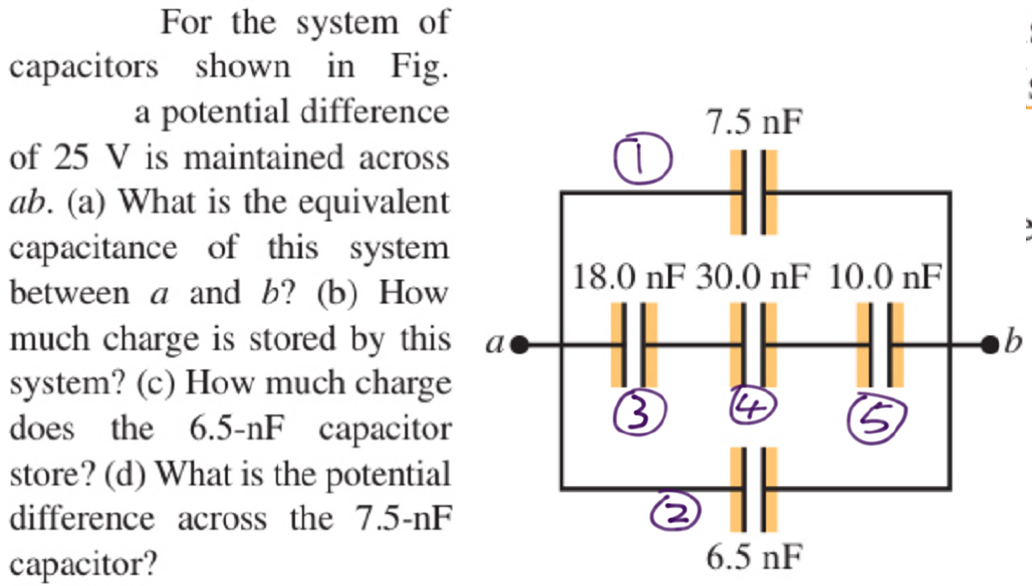 For the system of
capacitors shown in Fig.
a potential difference
of 25 V is maintained across
ab. (a) What is the equivalent
capacitance of this system
between a and b? (b) How
much charge is stored by this
system? (c) How much charge
does the 6.5-nF capacitor
store? (d) What is the potential
difference across the 7.5-nF
capacitor?
7.5 nF
1
18.0 nF 30.0 nF 10.0 nF
a b
3 4 5
2
6.5 nF